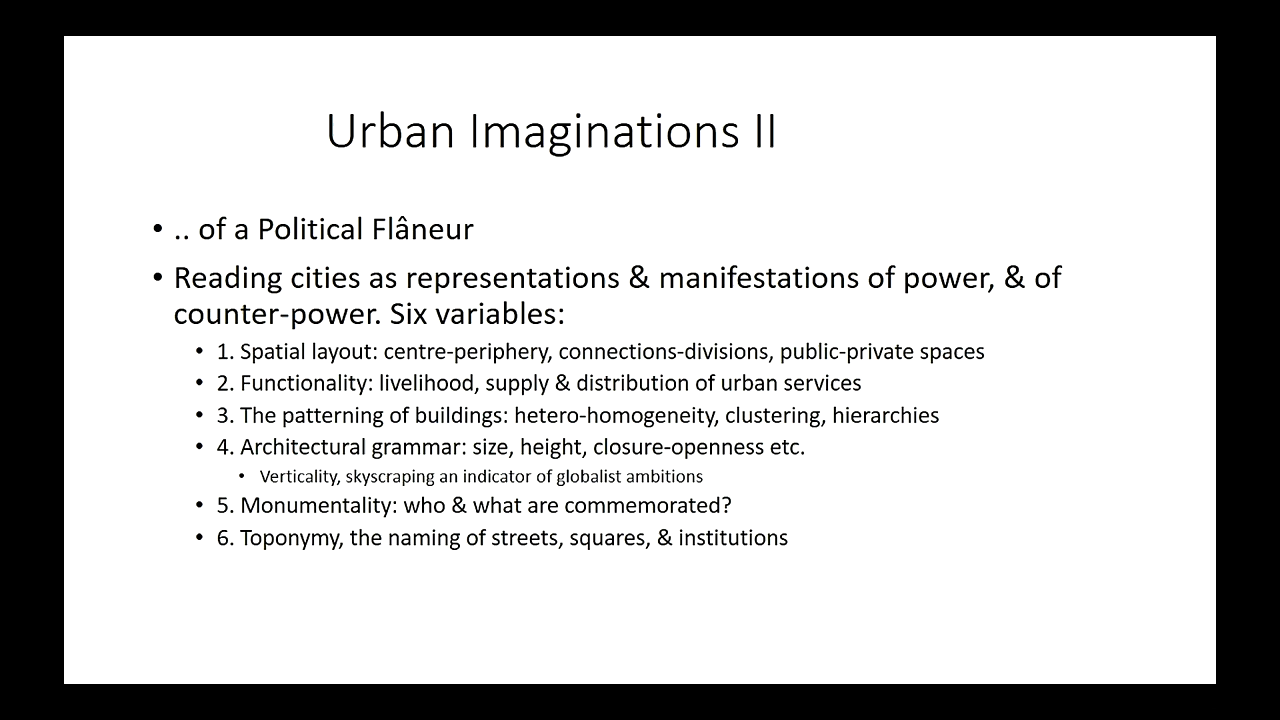 Urban Imaginations II
• .. of a Political Flâneur
• Reading cities as representations & manifestations of power, & of
counter-power. Six variables:
• 1. Spatial layout: centre-periphery, connections-divisions, public-private spaces
• 2. Functionality: livelihood, supply & distribution of urban services
• 3. The patterning of buildings: hetero-homogeneity, clustering, hierarchies
• 4. Architectural grammar: size, height, closure-openness etc.
• Verticality, skyscraping an indicator of globalist ambitions
• 5. Monumentality: who & what are commemorated?
• 6. Toponymy, the naming of streets, squares, & institutions